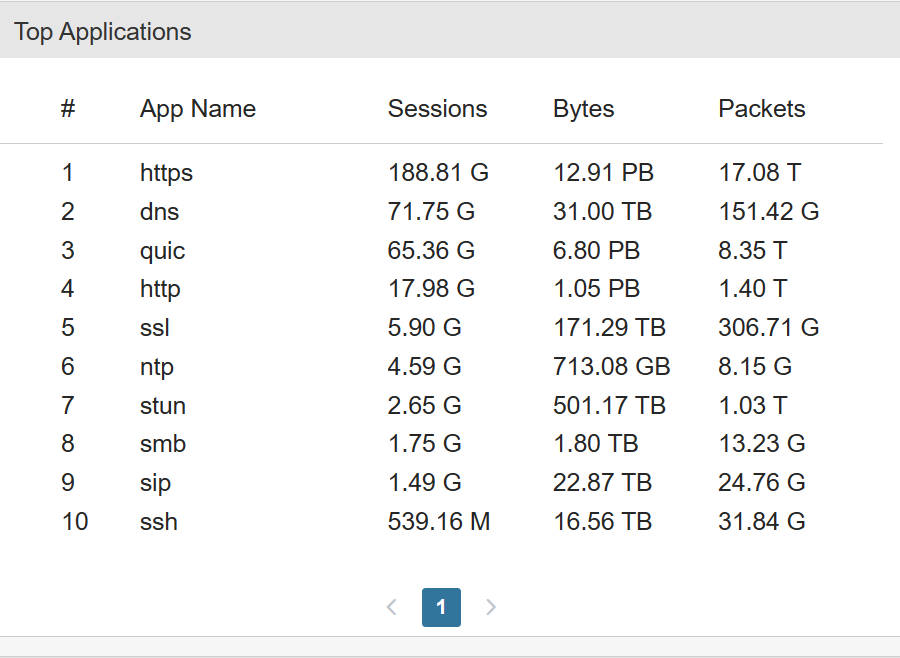 Top Applications
# App Name Sessions Bytes Packets
1 https 188.81 G 12.91 PB 17.08 T
2 dns 71.75 G 31.00 TB 151.42 G
3 quic 65.36 G 6.80 PB 8.35 T
4 http 17.98 G 1.05 PB 1.40 T
5 ssl 5.90 G 171.29 TB 306.71 G
6 ntp 4.59 G 713.08 GB 8.15 G
7 stun 2.65 G 501.17 TB 1.03 T
8 smb 1.75 G 1.80 TB 13.23 G
9 sip 1.49 G 22.87 TB 24.76 G
10 ssh 539.16 M 16.56 TB 31.84 G
1